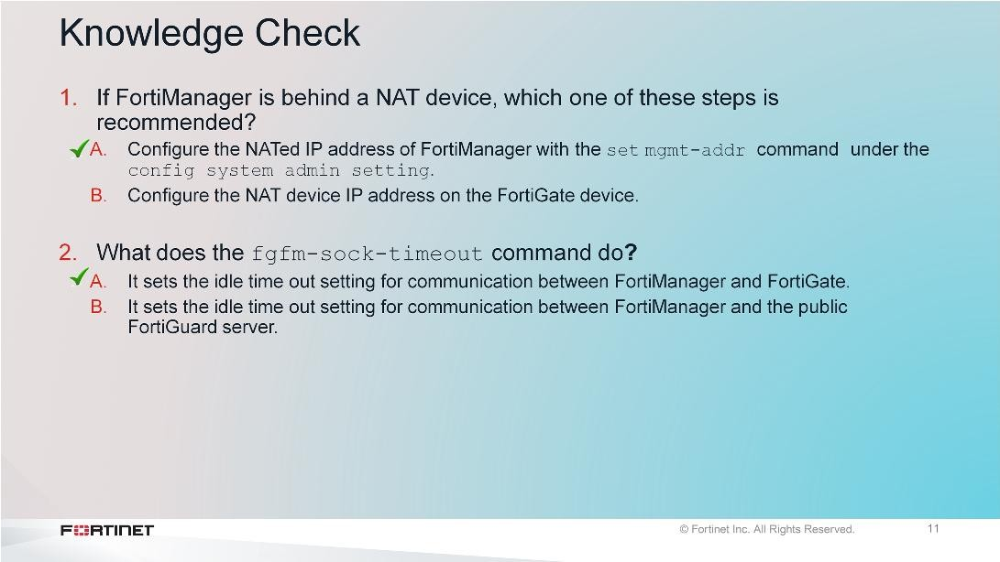 Knowledge Check
1. If FortiManager is behind a NAT device, which one of these steps is
recommended?
A. Configure the NATed IP address of FortiManager with the set mgmt-addr command under the
config system admin setting.
B. Configure the NAT device IP address on the FortiGate device.
2. What does the fgfm-sock-timeout command do?
A. It sets the idle time out setting for communication between FortiManager and FortiGate.
B. It sets the idle time out setting for communication between FortiManager and the public
FortiGuard server.
FORTINET
© Fortinet Inc. All Rights Reserved.
11